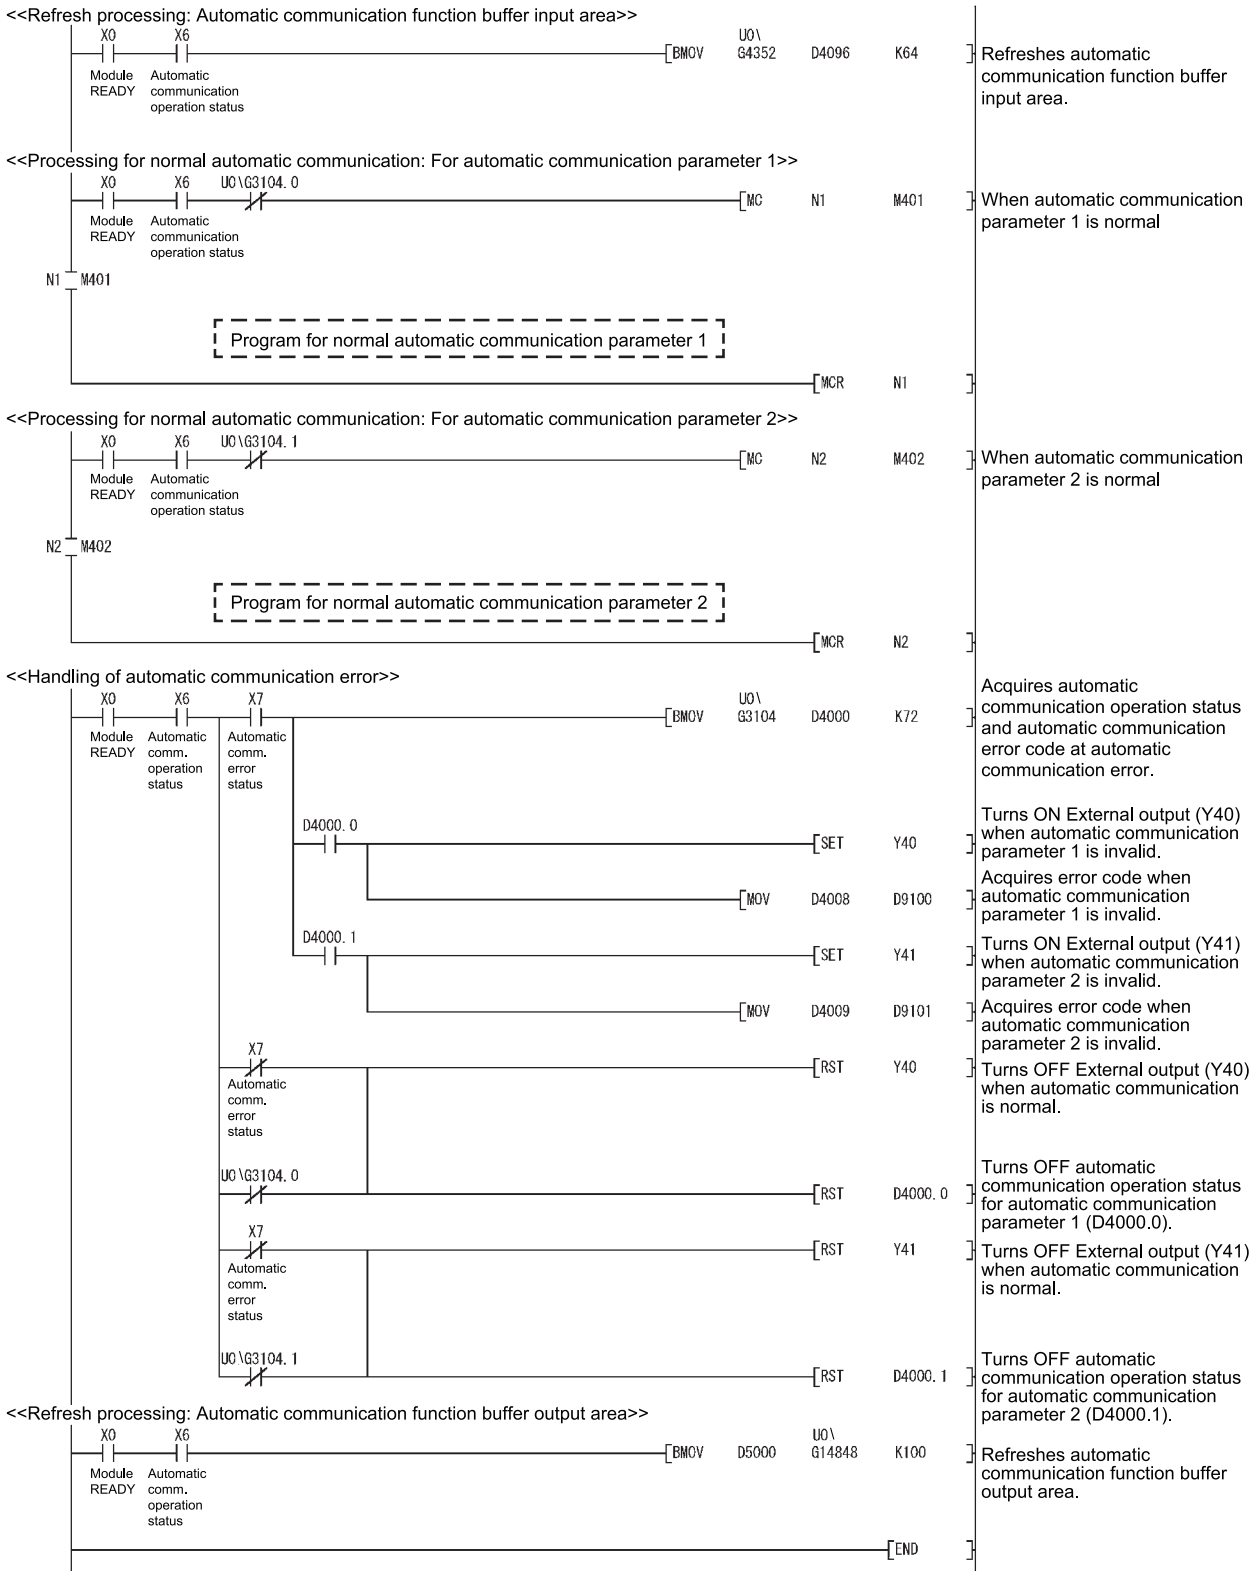 <<Refresh processing: Automatic communication function buffer input area>>
X0 X6 U0\
BMOV G4352 D4096 K64
Module READY
Automatic communication operation status
Refreshes automatic
communication function buffer
input area.
<<Processing for normal automatic communication: For automatic communication parameter 1>>
X0 X6 U0\G3104.0
MC N1 M401
Module READY
Automatic communication operation status
When automatic communication
parameter 1 is normal
N1 M401
Program for normal automatic communication parameter 1
MCR N1
<<Processing for normal automatic communication: For automatic communication parameter 2>>
X0 X6 U0\G3104.1
MC N2 M402
Module READY
Automatic communication operation status
When automatic communication
parameter 2 is normal
N2 M402
Program for normal automatic communication parameter 2
MCR N2
<<Handling of automatic communication error>>
X0 X6 X7 U0\
BMOV G3104 D4000 K72
Module READY
Automatic comm. operation status
Automatic comm. error status
Acquires automatic
communication operation status
and automatic communication
error code at automatic
communication error.
D4000.0
SET Y40
Turns ON External output (Y40)
when automatic communication
parameter 1 is invalid.
MOV D4008 D9100
Acquires error code when
automatic communication
parameter 1 is invalid.
D4000.1
SET Y41
Turns ON External output (Y41)
when automatic communication
parameter 2 is invalid.
MOV D4009 D9101
Acquires error code when
automatic communication
parameter 2 is invalid.
X7
RST Y40
Automatic
comm.
error
status
Turns OFF External output (Y40)
when automatic communication
is normal.
U0\G3104.0
RST D4000.0
Turns OFF automatic
communication operation status
for automatic communication
parameter 1 (D4000.0).
X7
RST Y41
Automatic
comm.
error
status
Turns OFF External output (Y41)
when automatic communication
is normal.
U0\G3104.1
RST D4000.1
Turns OFF automatic
communication operation status
for automatic communication
parameter 2 (D4000.1).
<<Refresh processing: Automatic communication function buffer output area>>
X0 X6 U0\
BMOV D5000 G14848 K100
Module READY
Automatic comm. operation status
Refreshes automatic
communication function buffer
output area.
END